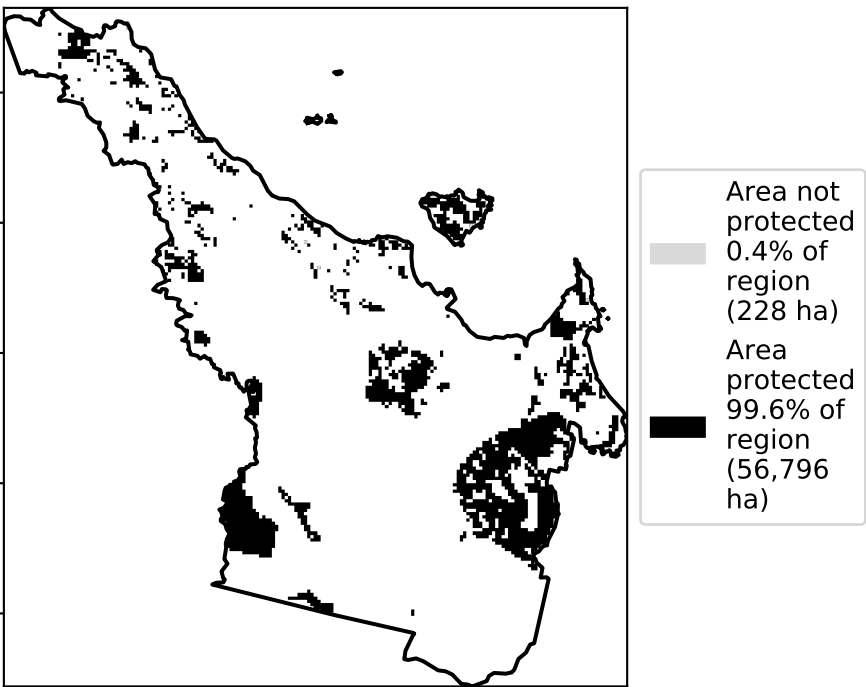 Area not
protected
0.4% of
region
(228 ha)
Area
protected
99.6% of
region
(56,796
ha)